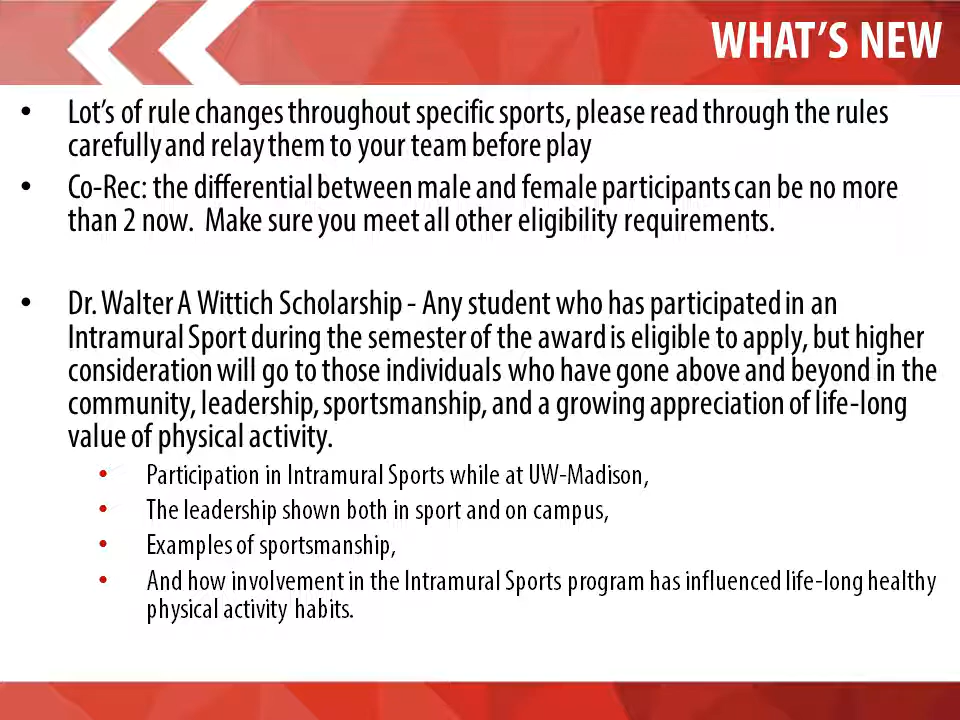 WHAT'S NEW
• Lot's of rule changes throughout specific sports, please read through the rules
carefully and relay them to your team before play
• Co-Rec: the differential between male and female participants can be no more
than 2 now.  Make sure you meet all other eligibility requirements.
• Dr. Walter A Wittich Scholarship - Any student who has participated in an
Intramural Sport during the semester of the award is eligible to apply, but higher
consideration will go to those individuals who have gone above and beyond in the
community, leadership, sportsmanship, and a growing appreciation of life-long
value of physical activity.
• Participation in Intramural Sports while at UW-Madison,
• The leadership shown both in sport and on campus,
• Examples of sportsmanship,
• And how involvement in the Intramural Sports program has influenced life-long healthy
physical activity habits.